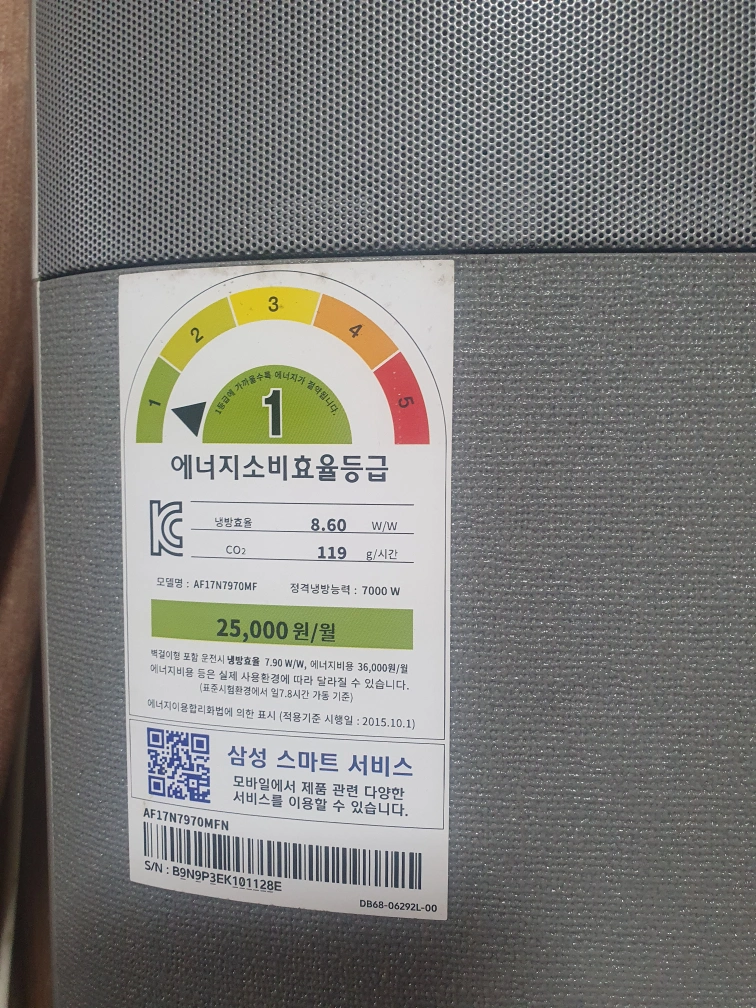 1 2 3 4 5
1등급에 가까울수록 에너지가 절약됩니다.
1
에너지소비효율등급
냉방효율 8.60 W/W
CO₂ 119 g/시간
모델명 : AF17N7970MF 정격냉방능력 : 7000 W
25,000 원/월
벽걸이형 포함 운전시 냉방효율 7.90 W/W, 에너지비용 36,000원/월
에너지비용 등은 실제 사용환경에 따라 달라질 수 있습니다.
(표준시험환경에서 일7.8시간 가동 기준)
에너지이용합리화법에 의한 표시 (적용기준 시행일 : 2015.10.1)
삼성 스마트 서비스
모바일에서 제품 관련 다양한
서비스를 이용할 수 있습니다.
AF17N7970MFN
S/N : B9N9P3EK101128E
DB68-06292L-00